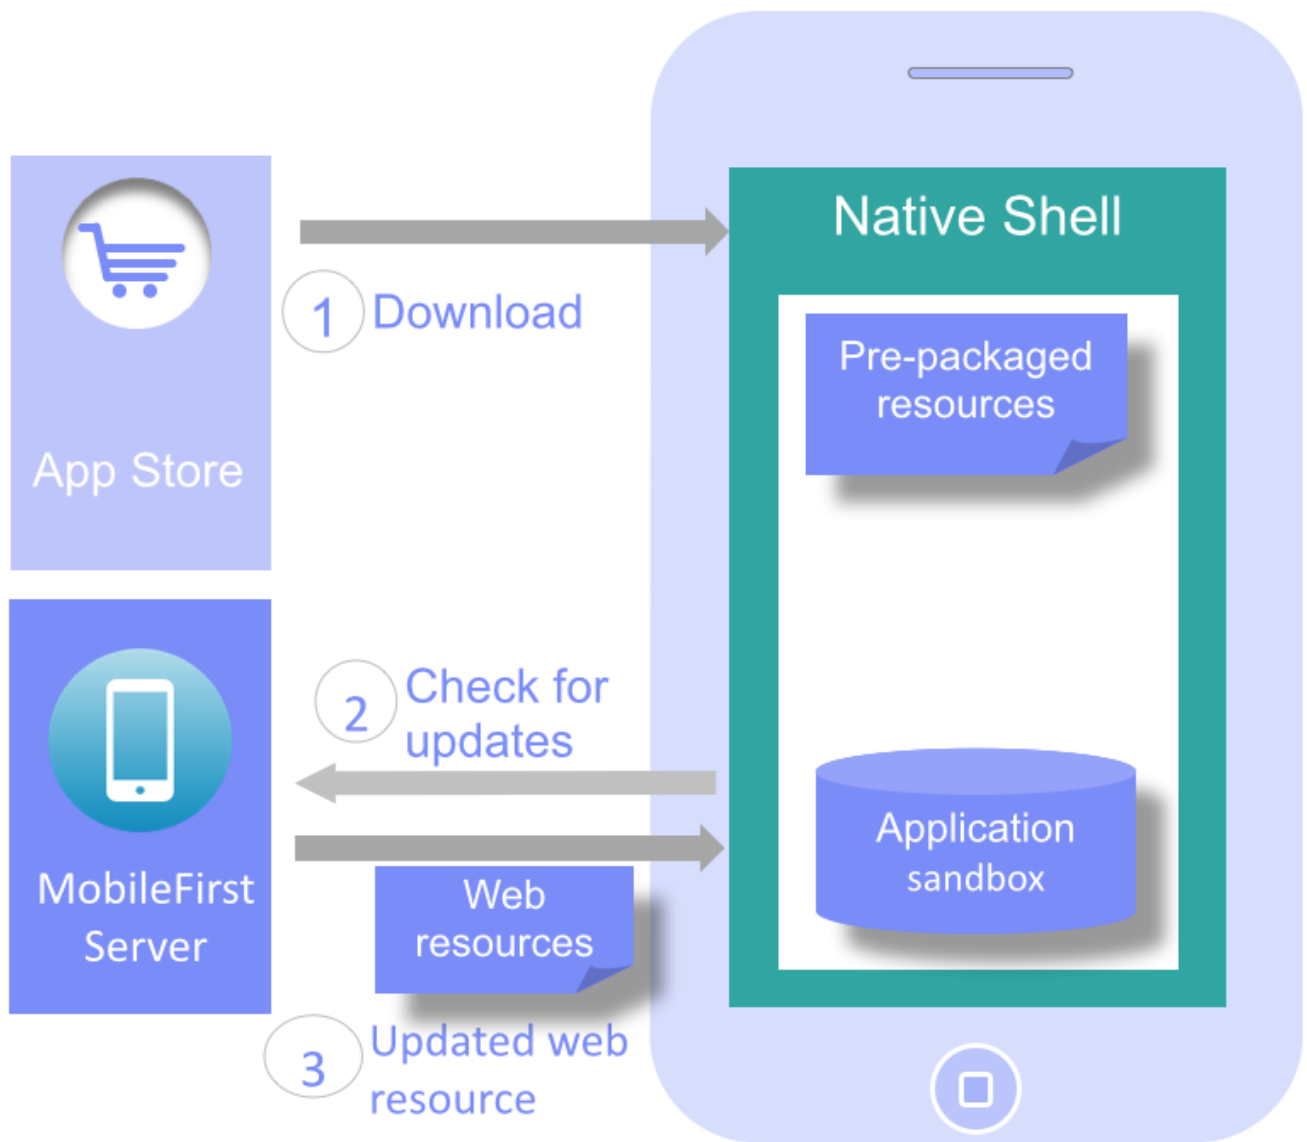 Native Shell
1 Download
App Store
Pre-packaged
resources
2 Check for
updates
MobileFirst
Server
Web
resources
Application
sandbox
3 Updated web
resource